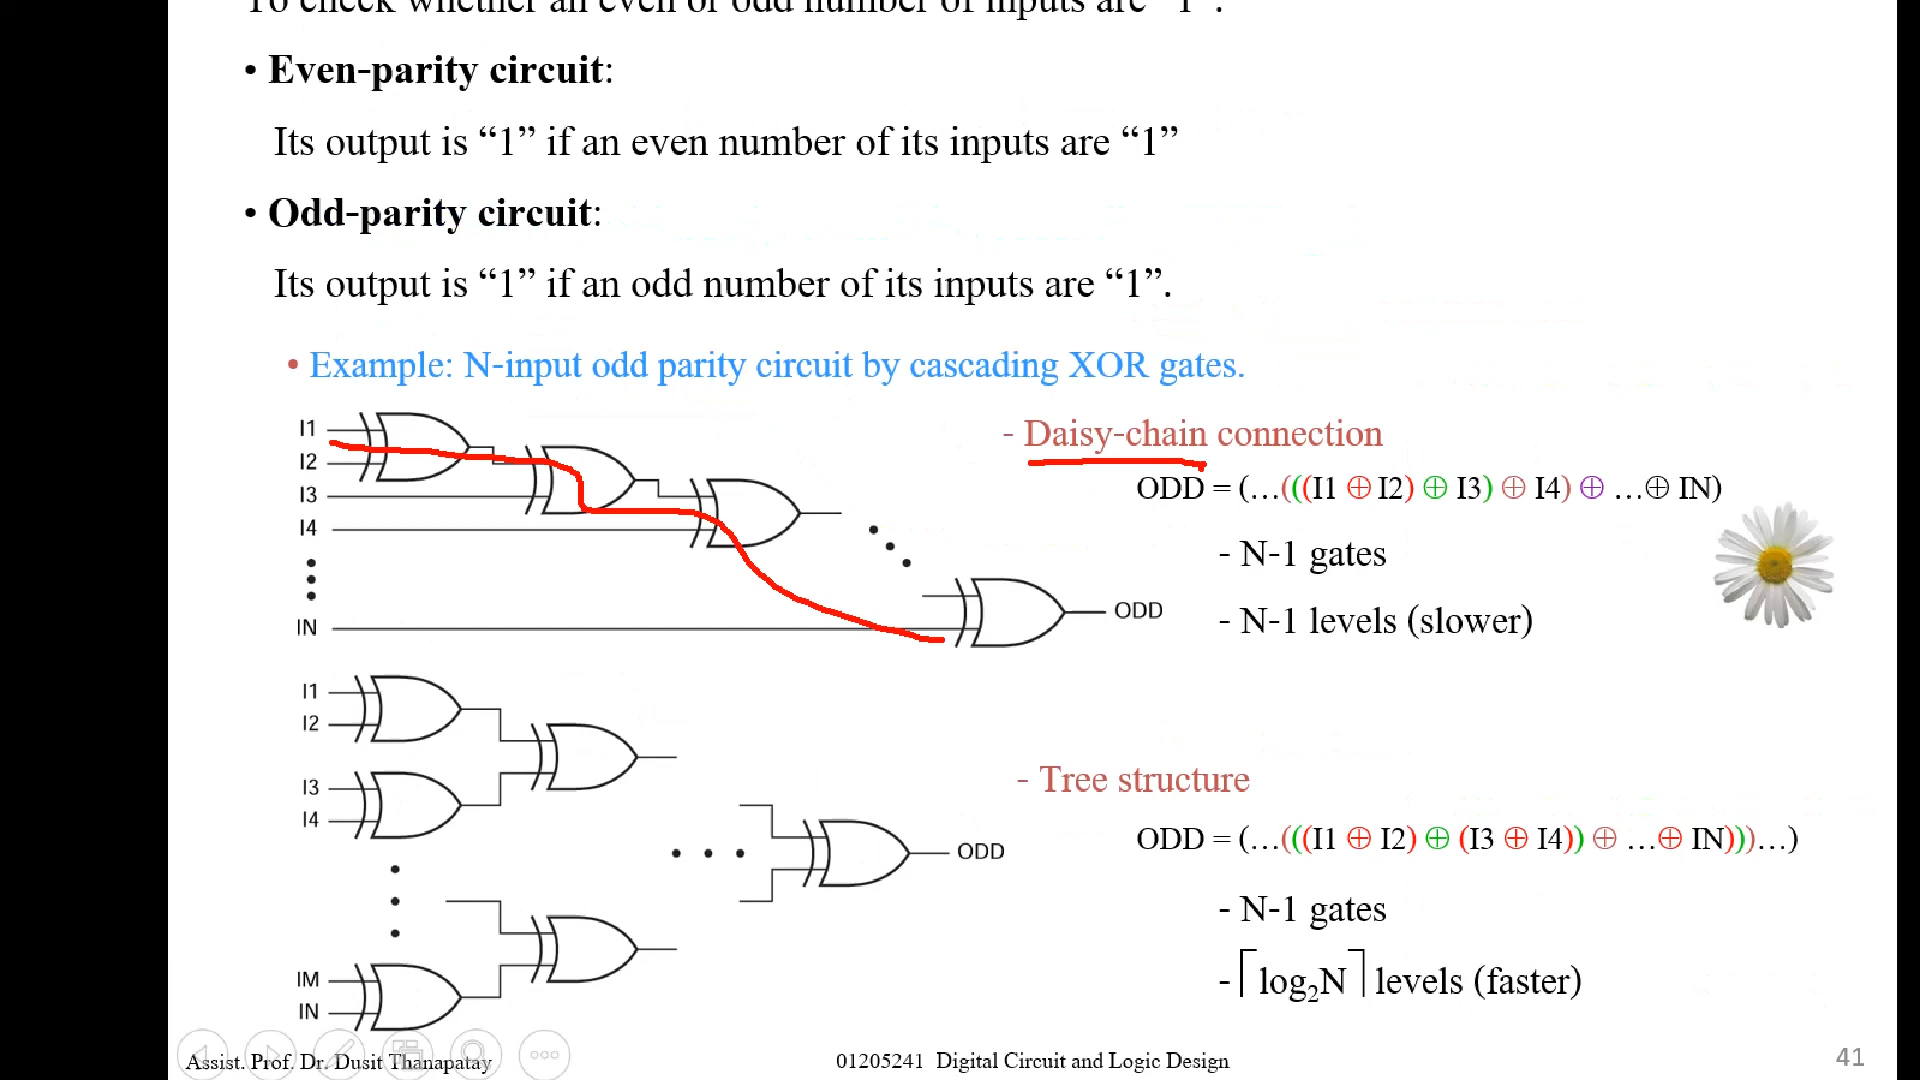 To check whether an even or odd number of inputs are “1”.
• Even-parity circuit:
Its output is “1” if an even number of its inputs are “1”
• Odd-parity circuit:
Its output is “1” if an odd number of its inputs are “1”.
• Example: N-input odd parity circuit by cascading XOR gates.
I1
I2
I3
I4
IN
ODD
- Daisy-chain connection
ODD = (…(((I1 ⊕ I2) ⊕ I3) ⊕ I4) ⊕ …⊕ IN)
- N-1 gates
- N-1 levels (slower)
I1
I2
I3
I4
IM
IN
ODD
- Tree structure
ODD = (…(((I1 ⊕ I2) ⊕ (I3 ⊕ I4)) ⊕ …⊕ IN)))…)
- N-1 gates
- ⌈log₂N⌉ levels (faster)
Assist. Prof. Dr. Dusit Thanapatay
01205241 Digital Circuit and Logic Design
41